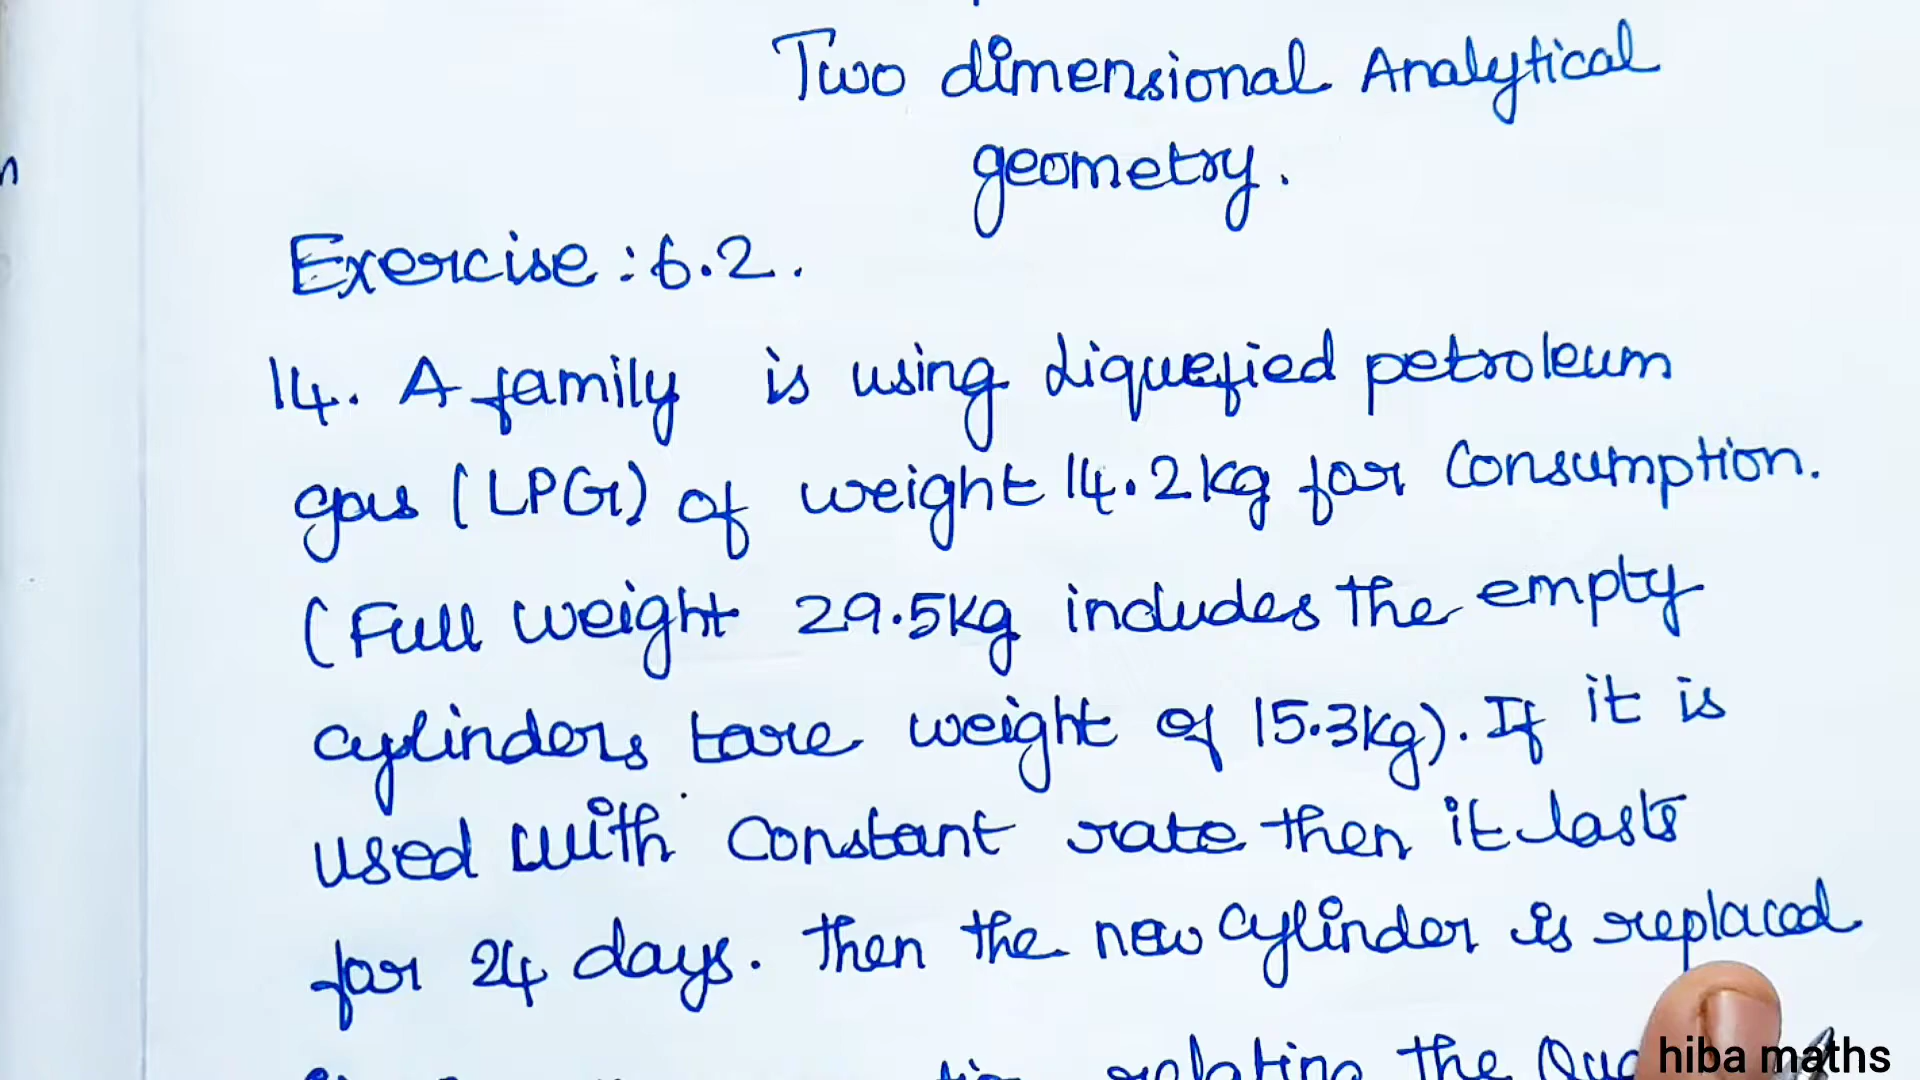 Two dimensional Analytical
geometry.
Exercise : 6.2.
14. A family is using Liquefied petroleum
gas (LPG) of weight 14.2kg for Consumption.
(Full weight 29.5kg includes the empty
cylinders tare weight of 15.3kg). If it is
used with constant rate then it lasts
for 24 days. Then the new cylinder is replaced
relating the
hiba maths